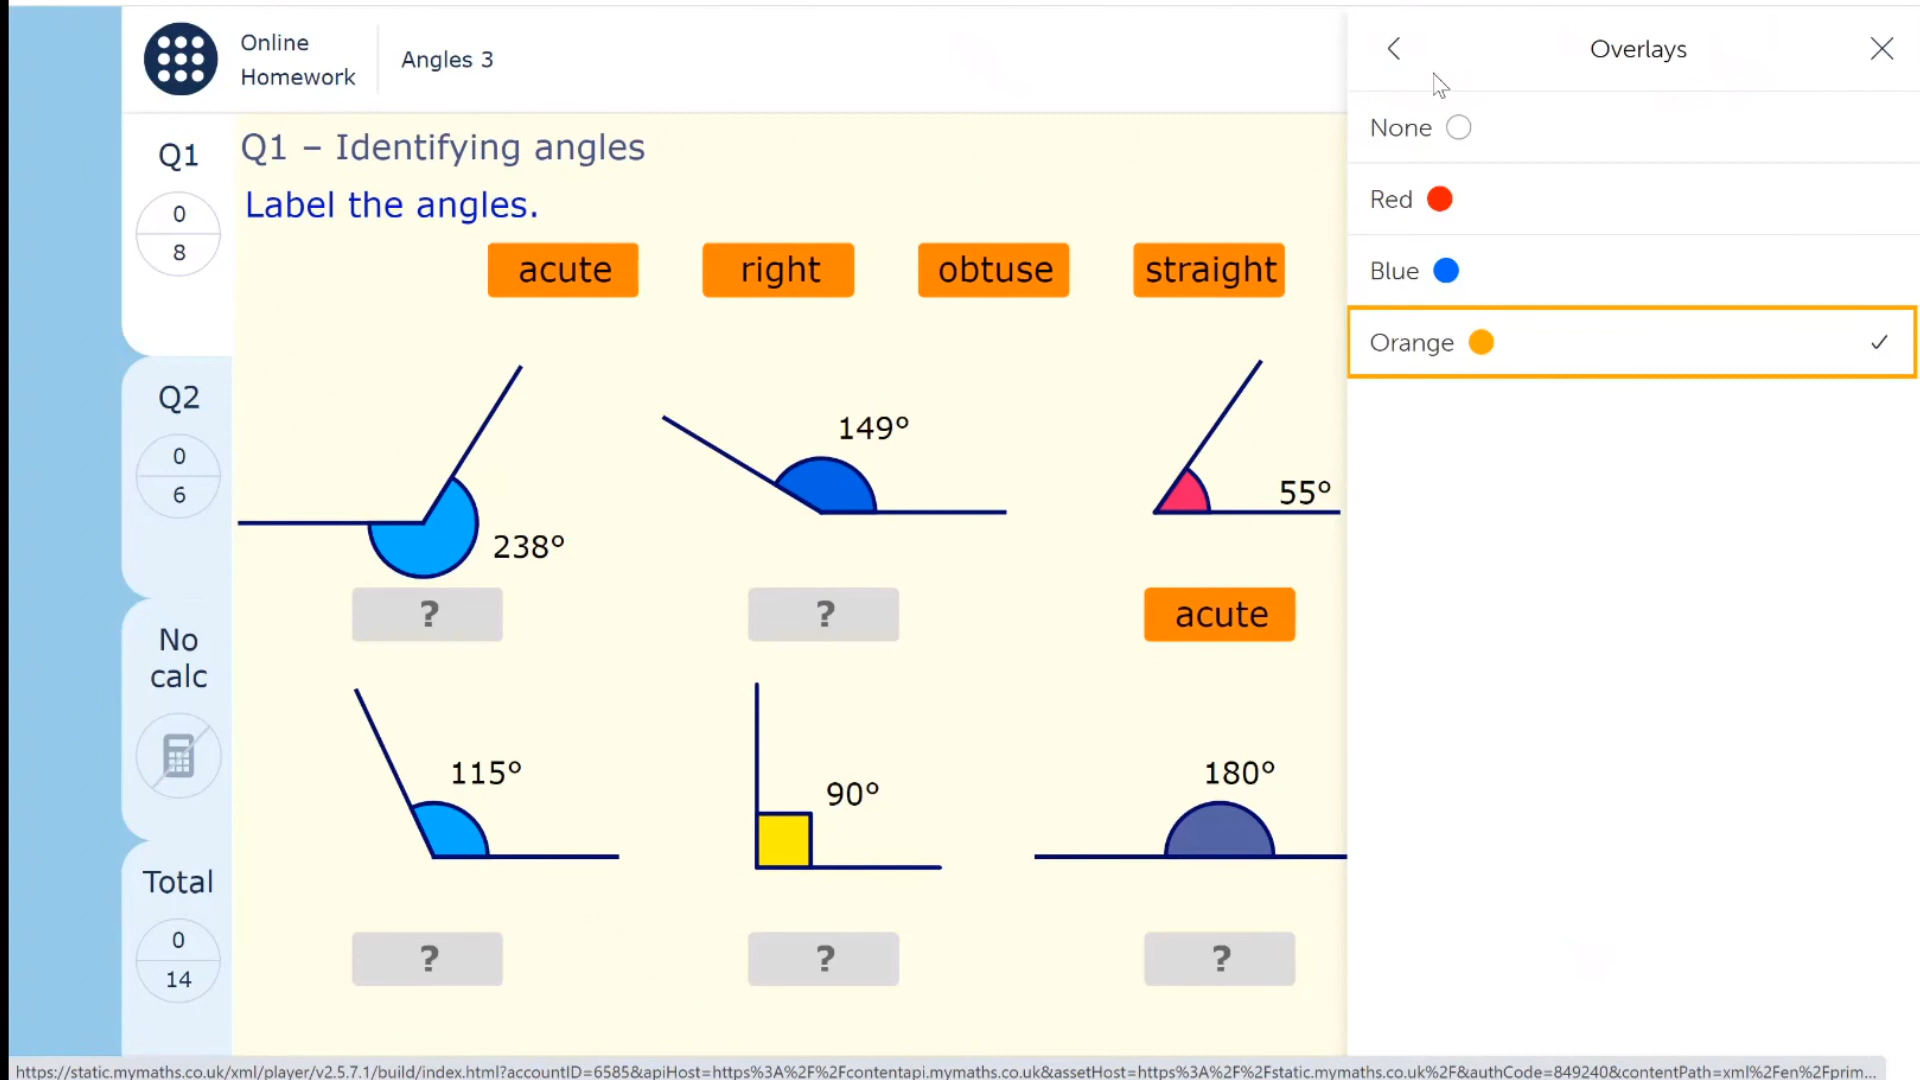 Online
Homework
Angles 3
Overlays
None
Red
Blue
Orange
Q1
0
8
Q2
0
6
No
calc
Total
0
14
Q1 – Identifying angles
Label the angles.
acute right obtuse straight
238° 149° 55°
? ? acute
115° 90° 180°
? ? ?
https://static.mymaths.co.uk/xml/player/v2.5.7.1/build/index.html?accountID=6585&apiHost=https%3A%2F%2Fcontentapi.mymaths.co.uk&assetHost=https%3A%2F%2Fstatic.mymaths.co.uk%2F&authCode=849240&contentPath=xml%2Fen%2Fprim...